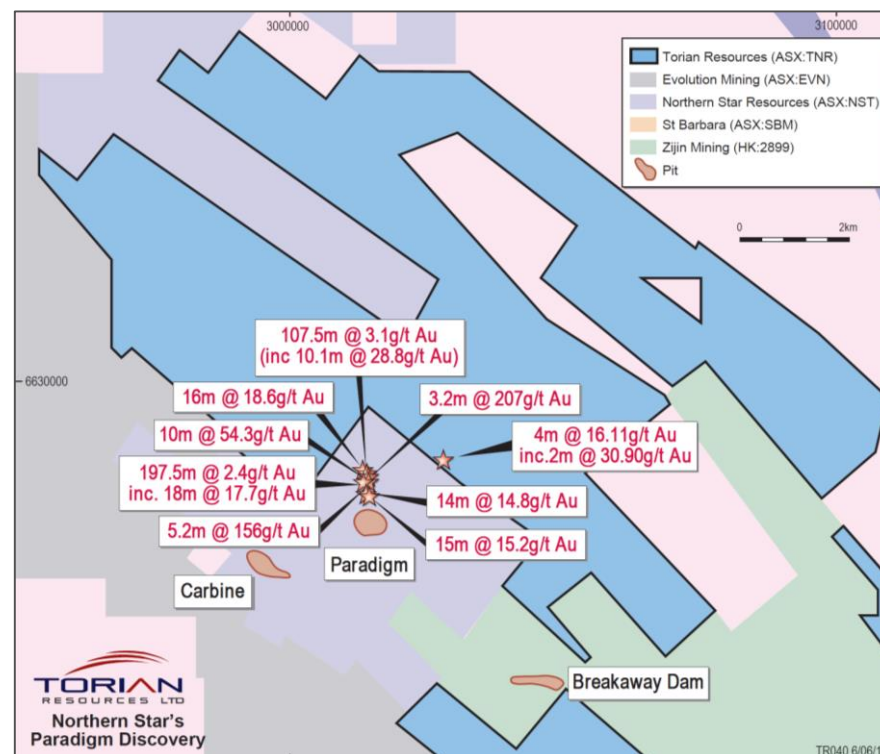 3000000
3100000
Torian Resources (ASX:TNR)
Evolution Mining (ASX:EVN)
Northern Star Resources (ASX:NST)
St Barbara (ASX:SBM)
Zijin Mining (HK:2899)
Pit
0 2km
107.5m @ 3.1g/t Au
(inc 10.1m @ 28.8g/t Au)
6630000
16m @ 18.6g/t Au
3.2m @ 207g/t Au
10m @ 54.3g/t Au
4m @ 16.11g/t Au
inc.2m @ 30.90g/t Au
197.5m @ 2.4g/t Au
inc. 18m @ 17.7g/t Au
14m @ 14.8g/t Au
5.2m @ 156g/t Au
15m @ 15.2g/t Au
Paradigm
Carbine
Breakaway Dam
TORIAN
RESOURCES LTD
Northern Star's
Paradigm Discovery
TR040 6/06/1